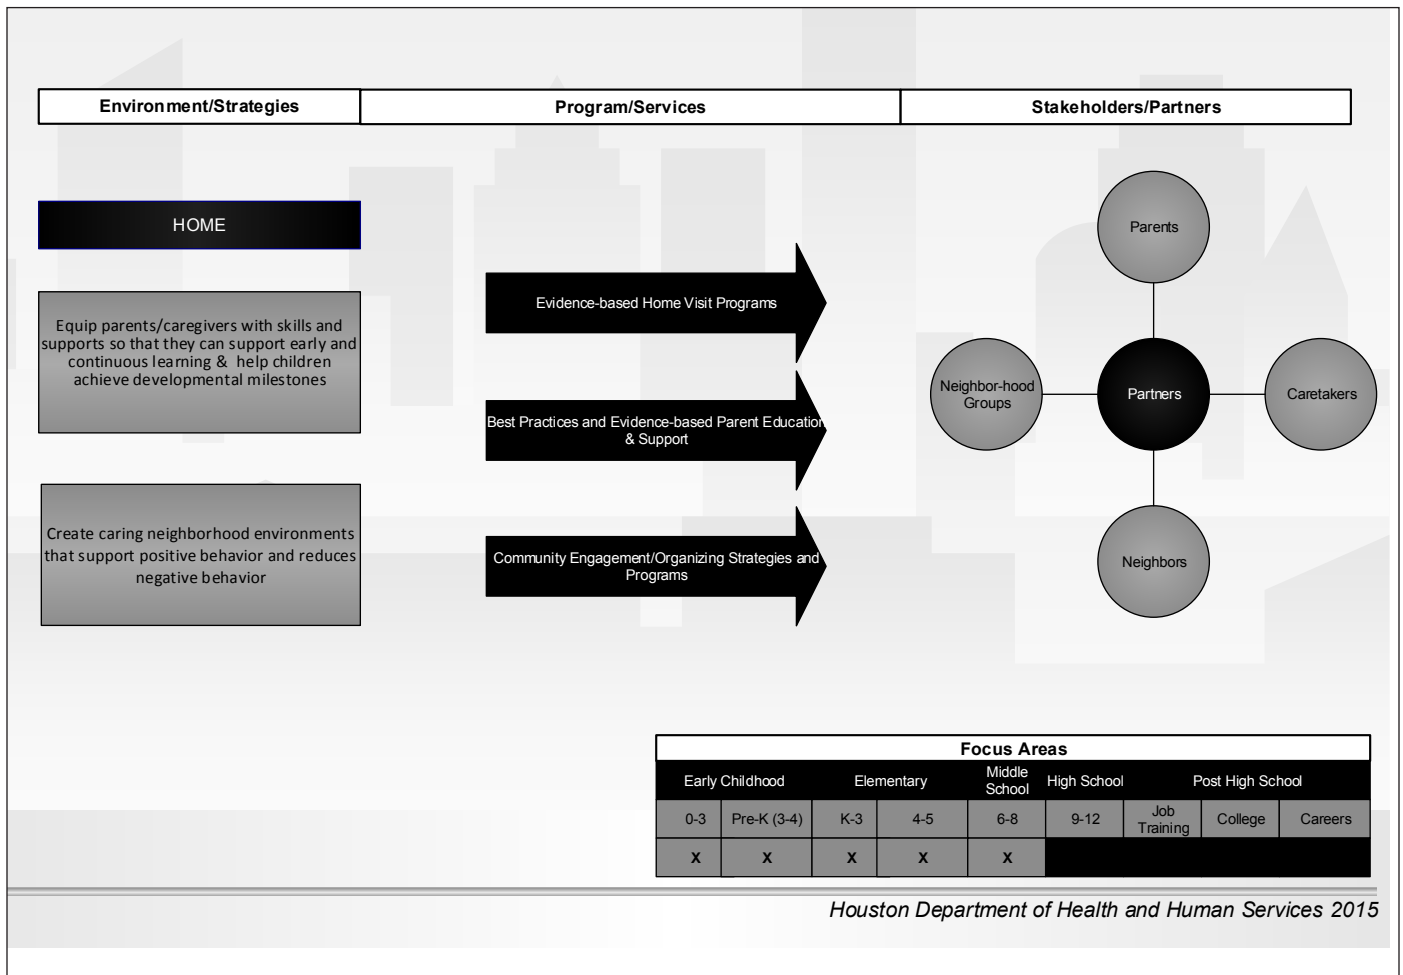 Environment/Strategies
Program/Services
Stakeholders/Partners
HOME
Equip parents/caregivers with skills and
supports so that they can support early and
continuous learning & help children
achieve developmental milestones
Create caring neighborhood environments
that support positive behavior and reduces
negative behavior
Evidence-based Home Visit Programs
Best Practices and Evidence-based Parent Education
& Support
Community Engagement/Organizing Strategies and
Programs
Parents
Neighbor-hood
Groups
Partners
Caretakers
Neighbors
Focus Areas
Early Childhood
Elementary
Middle
School
High School
Post High School
0-3
Pre-K (3-4)
K-3
4-5
6-8
9-12
Job
Training
College
Careers
X
X
X
X
X
Houston Department of Health and Human Services 2015